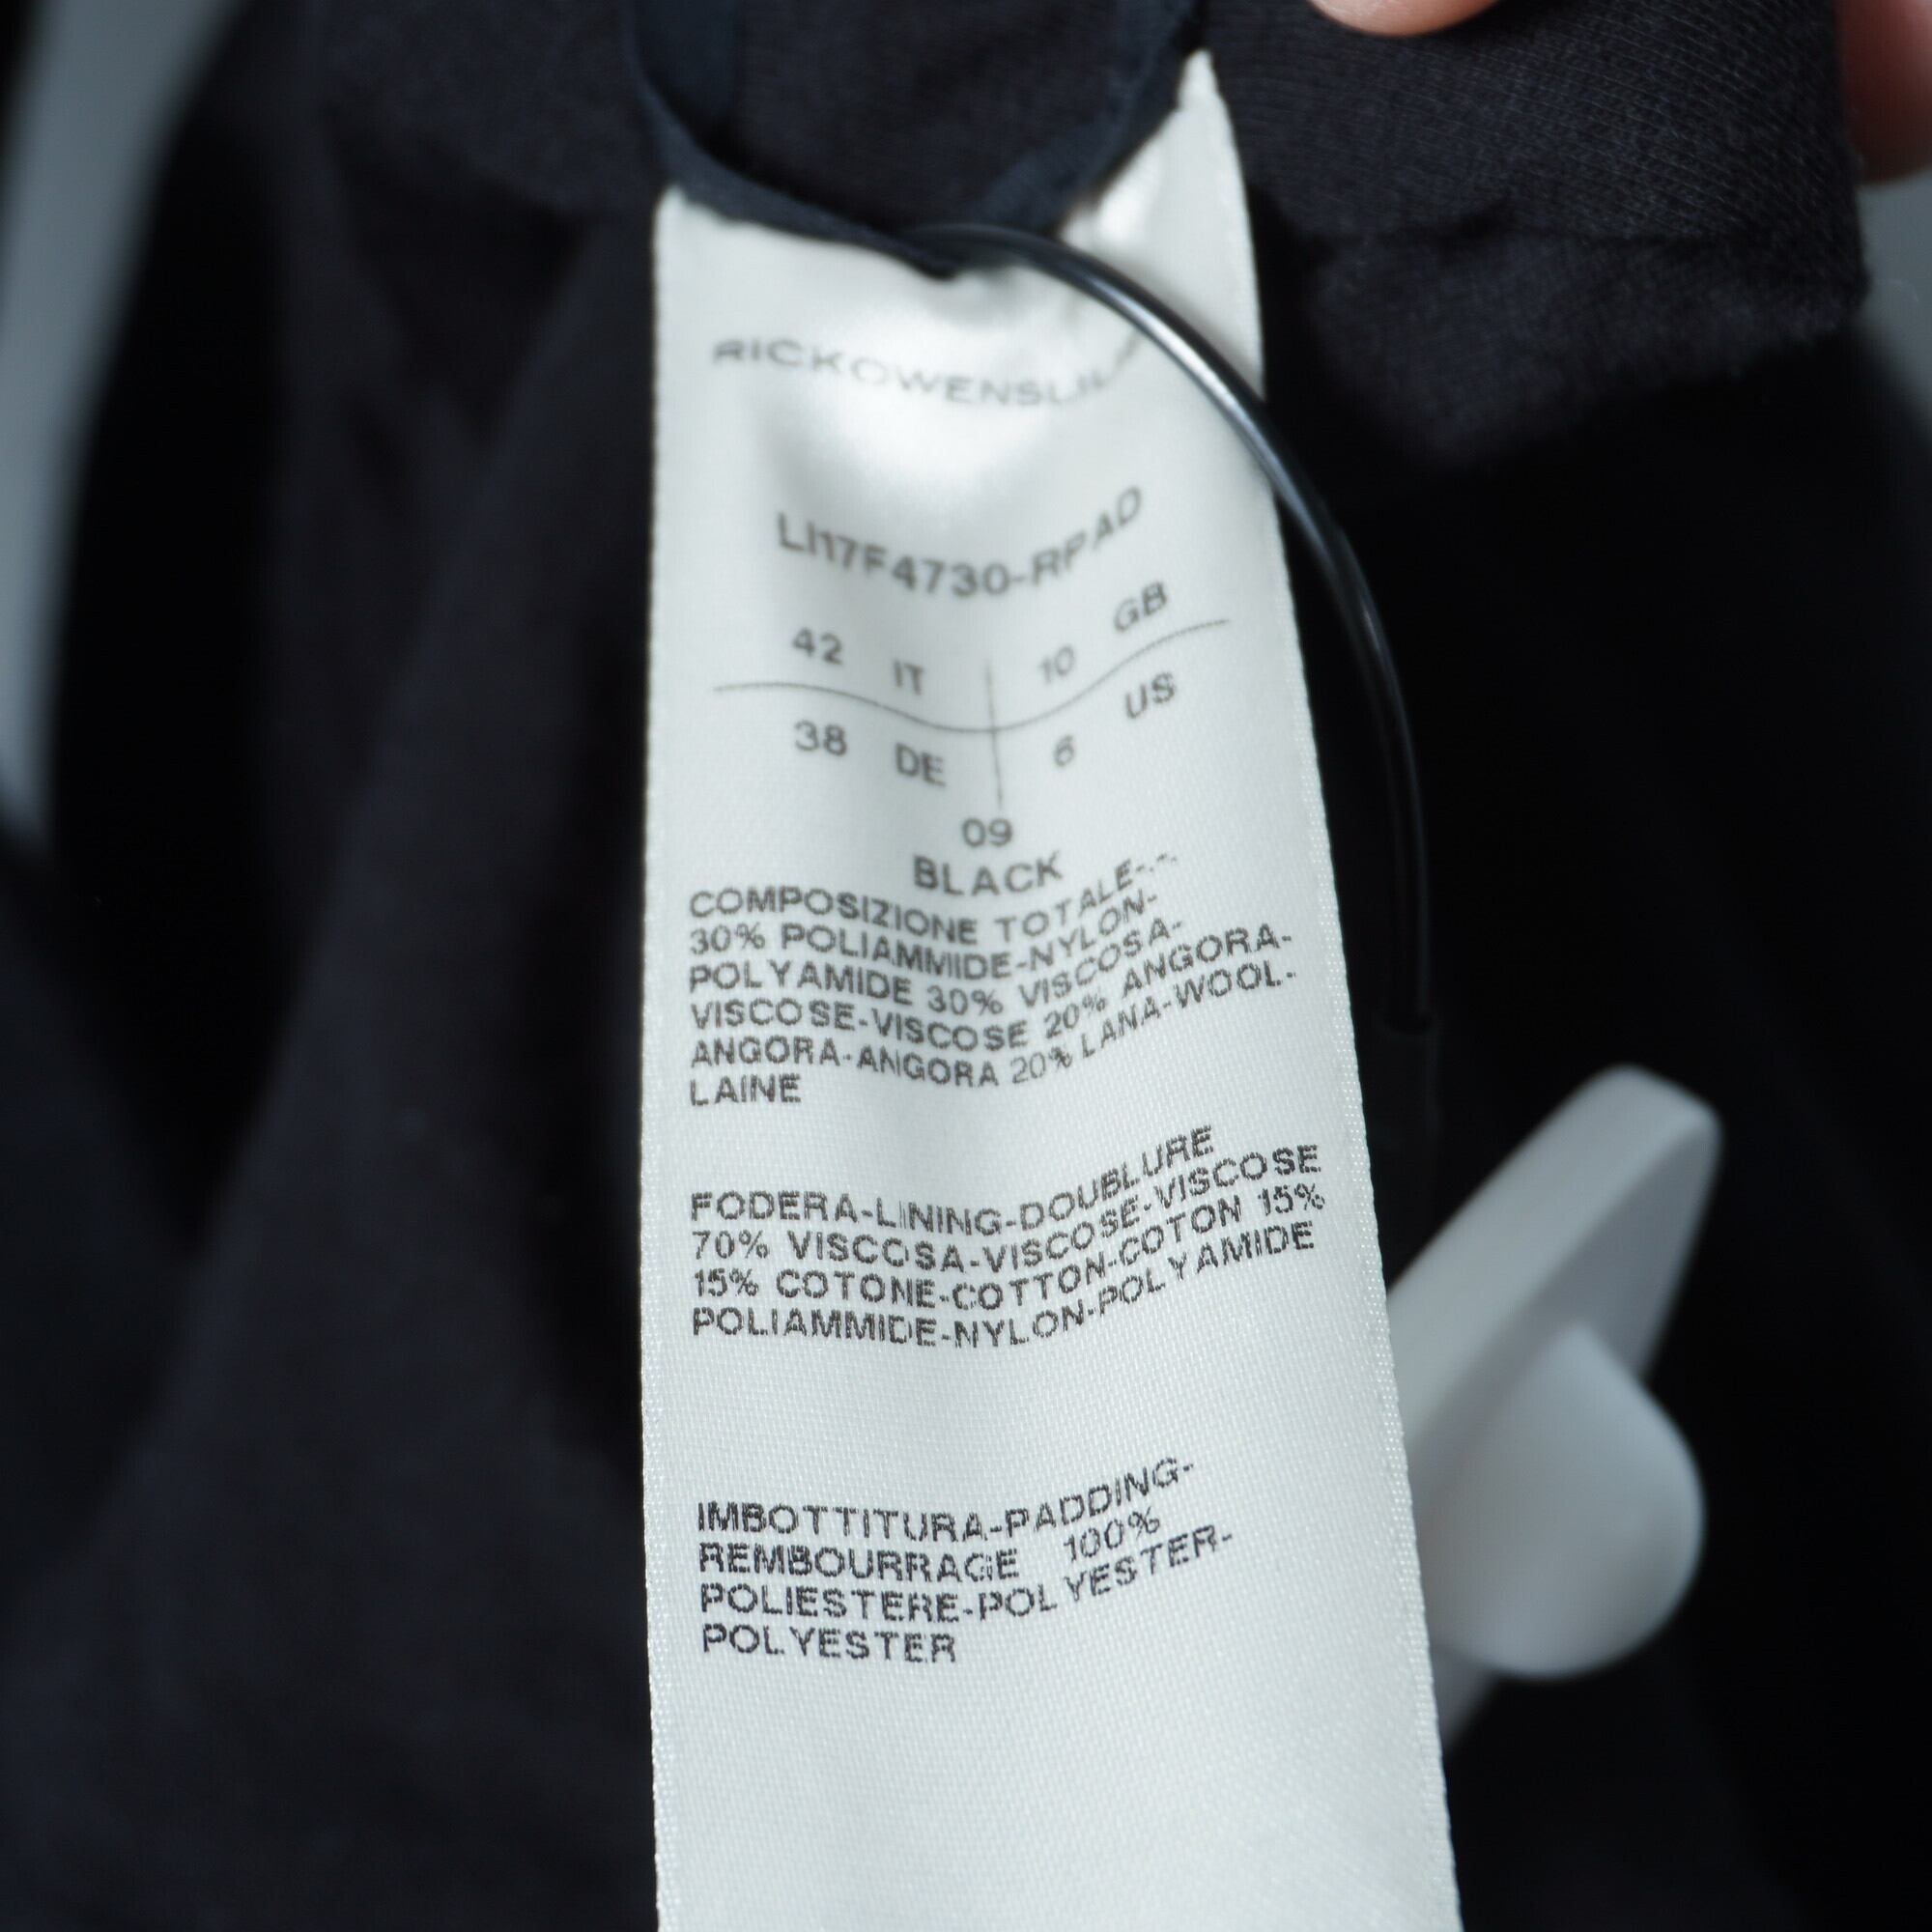 RICKOWENSLILIES
LI17F4730-RPAD
42 IT 10 GB
38 DE 6 US
09
BLACK
COMPOSIZIONE TOTALE-.-.
30% POLIAMMIDE-NYLON-
POLYAMIDE 30% VISCOSA-
VISCOSE-VISCOSE 20% ANGORA-
ANGORA-ANGORA 20% LANA-WOOL-
LAINE
FODERA-LINING-DOUBLURE
70% VISCOSA-VISCOSE-VISCOSE
15% COTONE-COTTON-COTON 15%
POLIAMMIDE-NYLON-POLYAMIDE
IMBOTTITURA-PADDING-
REMBOURRAGE 100%
POLIESTERE-POLYESTER-
POLYESTER